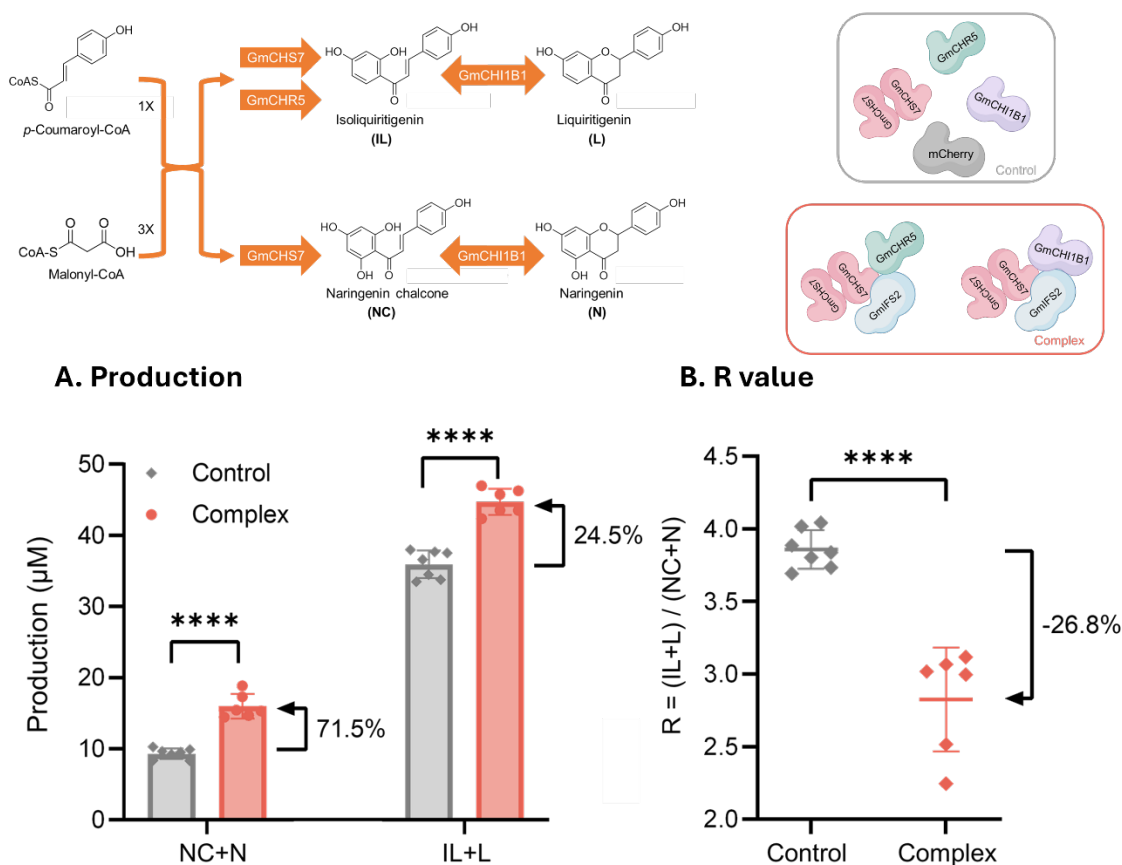 OH
CoAS
O
1X
p-Coumaroyl-CoA
O O
CoA-S OH
3X
Malonyl-CoA
GmCHS7
GmCHR5
HO OH OH
O
Isoliquiritigenin
(IL)
GmCHI1B1
HO O OH
O
Liquiritigenin
(L)
GmCHS7
HO OH OH
OH O
Naringenin chalcone
(NC)
GmCHI1B1
HO O OH
OH O
Naringenin
(N)
GmCHR5
GmCHS7
GmCHS7
GmCHI1B1
mCherry
Control
GmCHR5
GmCHS7
GmCHS7
GmIFS2
GmCHI1B1
GmCHS7
GmCHS7
GmIFS2
Complex
A. Production
Production (µM)
50
40
30
20
10
0
Control
Complex
****
71.5%
****
24.5%
NC+N
IL+L
B. R value
R = (IL+L) / (NC+N)
4.5
4.0
3.5
3.0
2.5
2.0
****
-26.8%
Control
Complex